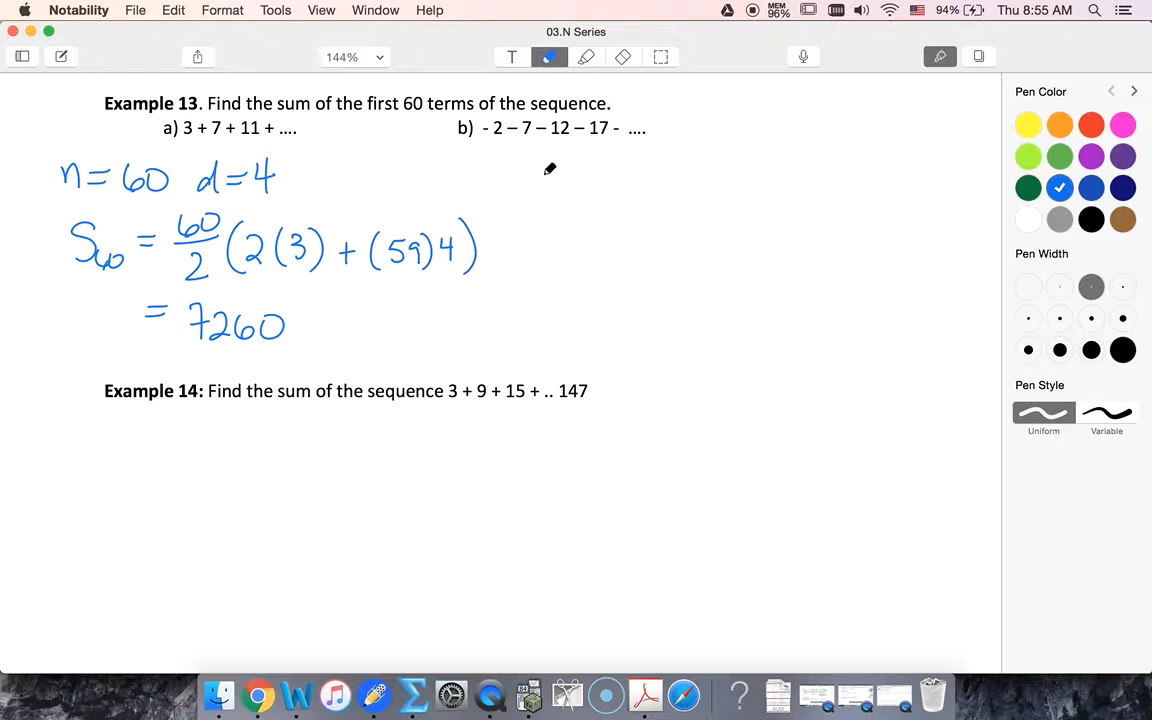 Notability File Edit Format Tools View Window Help MEM 96% 94% Thu 8:55 AM
03.N Series
144% T
Example 13. Find the sum of the first 60 terms of the sequence.
a) 3 + 7 + 11 + .... b) - 2 – 7 – 12 – 17 - ....
n = 60 d = 4
S60 = 60/2 (2(3) + (59)4)
= 7260
Example 14: Find the sum of the sequence 3 + 9 + 15 + .. 147
Pen Color
Pen Width
Pen Style
Uniform Variable